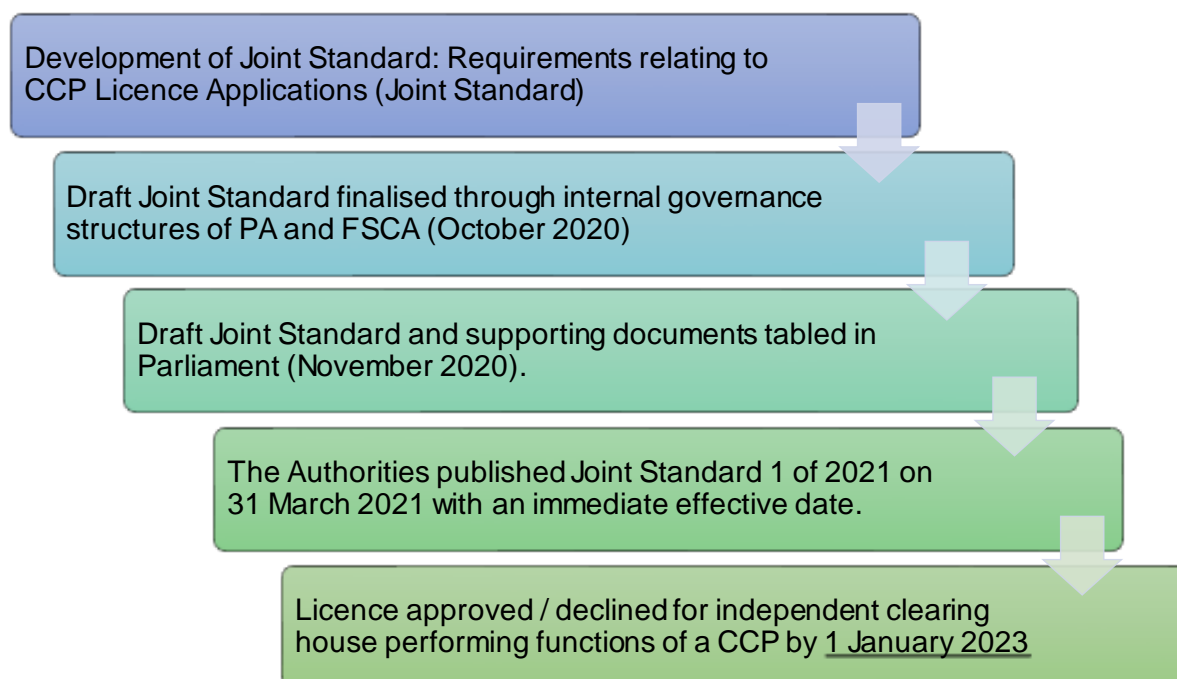 Development of Joint Standard: Requirements relating to
CCP Licence Applications (Joint Standard)
Draft Joint Standard finalised through internal governance
structures of PA and FSCA (October 2020)
Draft Joint Standard and supporting documents tabled in
Parliament (November 2020).
The Authorities published Joint Standard 1 of 2021 on
31 March 2021 with an immediate effective date.
Licence approved / declined for independent clearing
house performing functions of a CCP by 1 January 2023